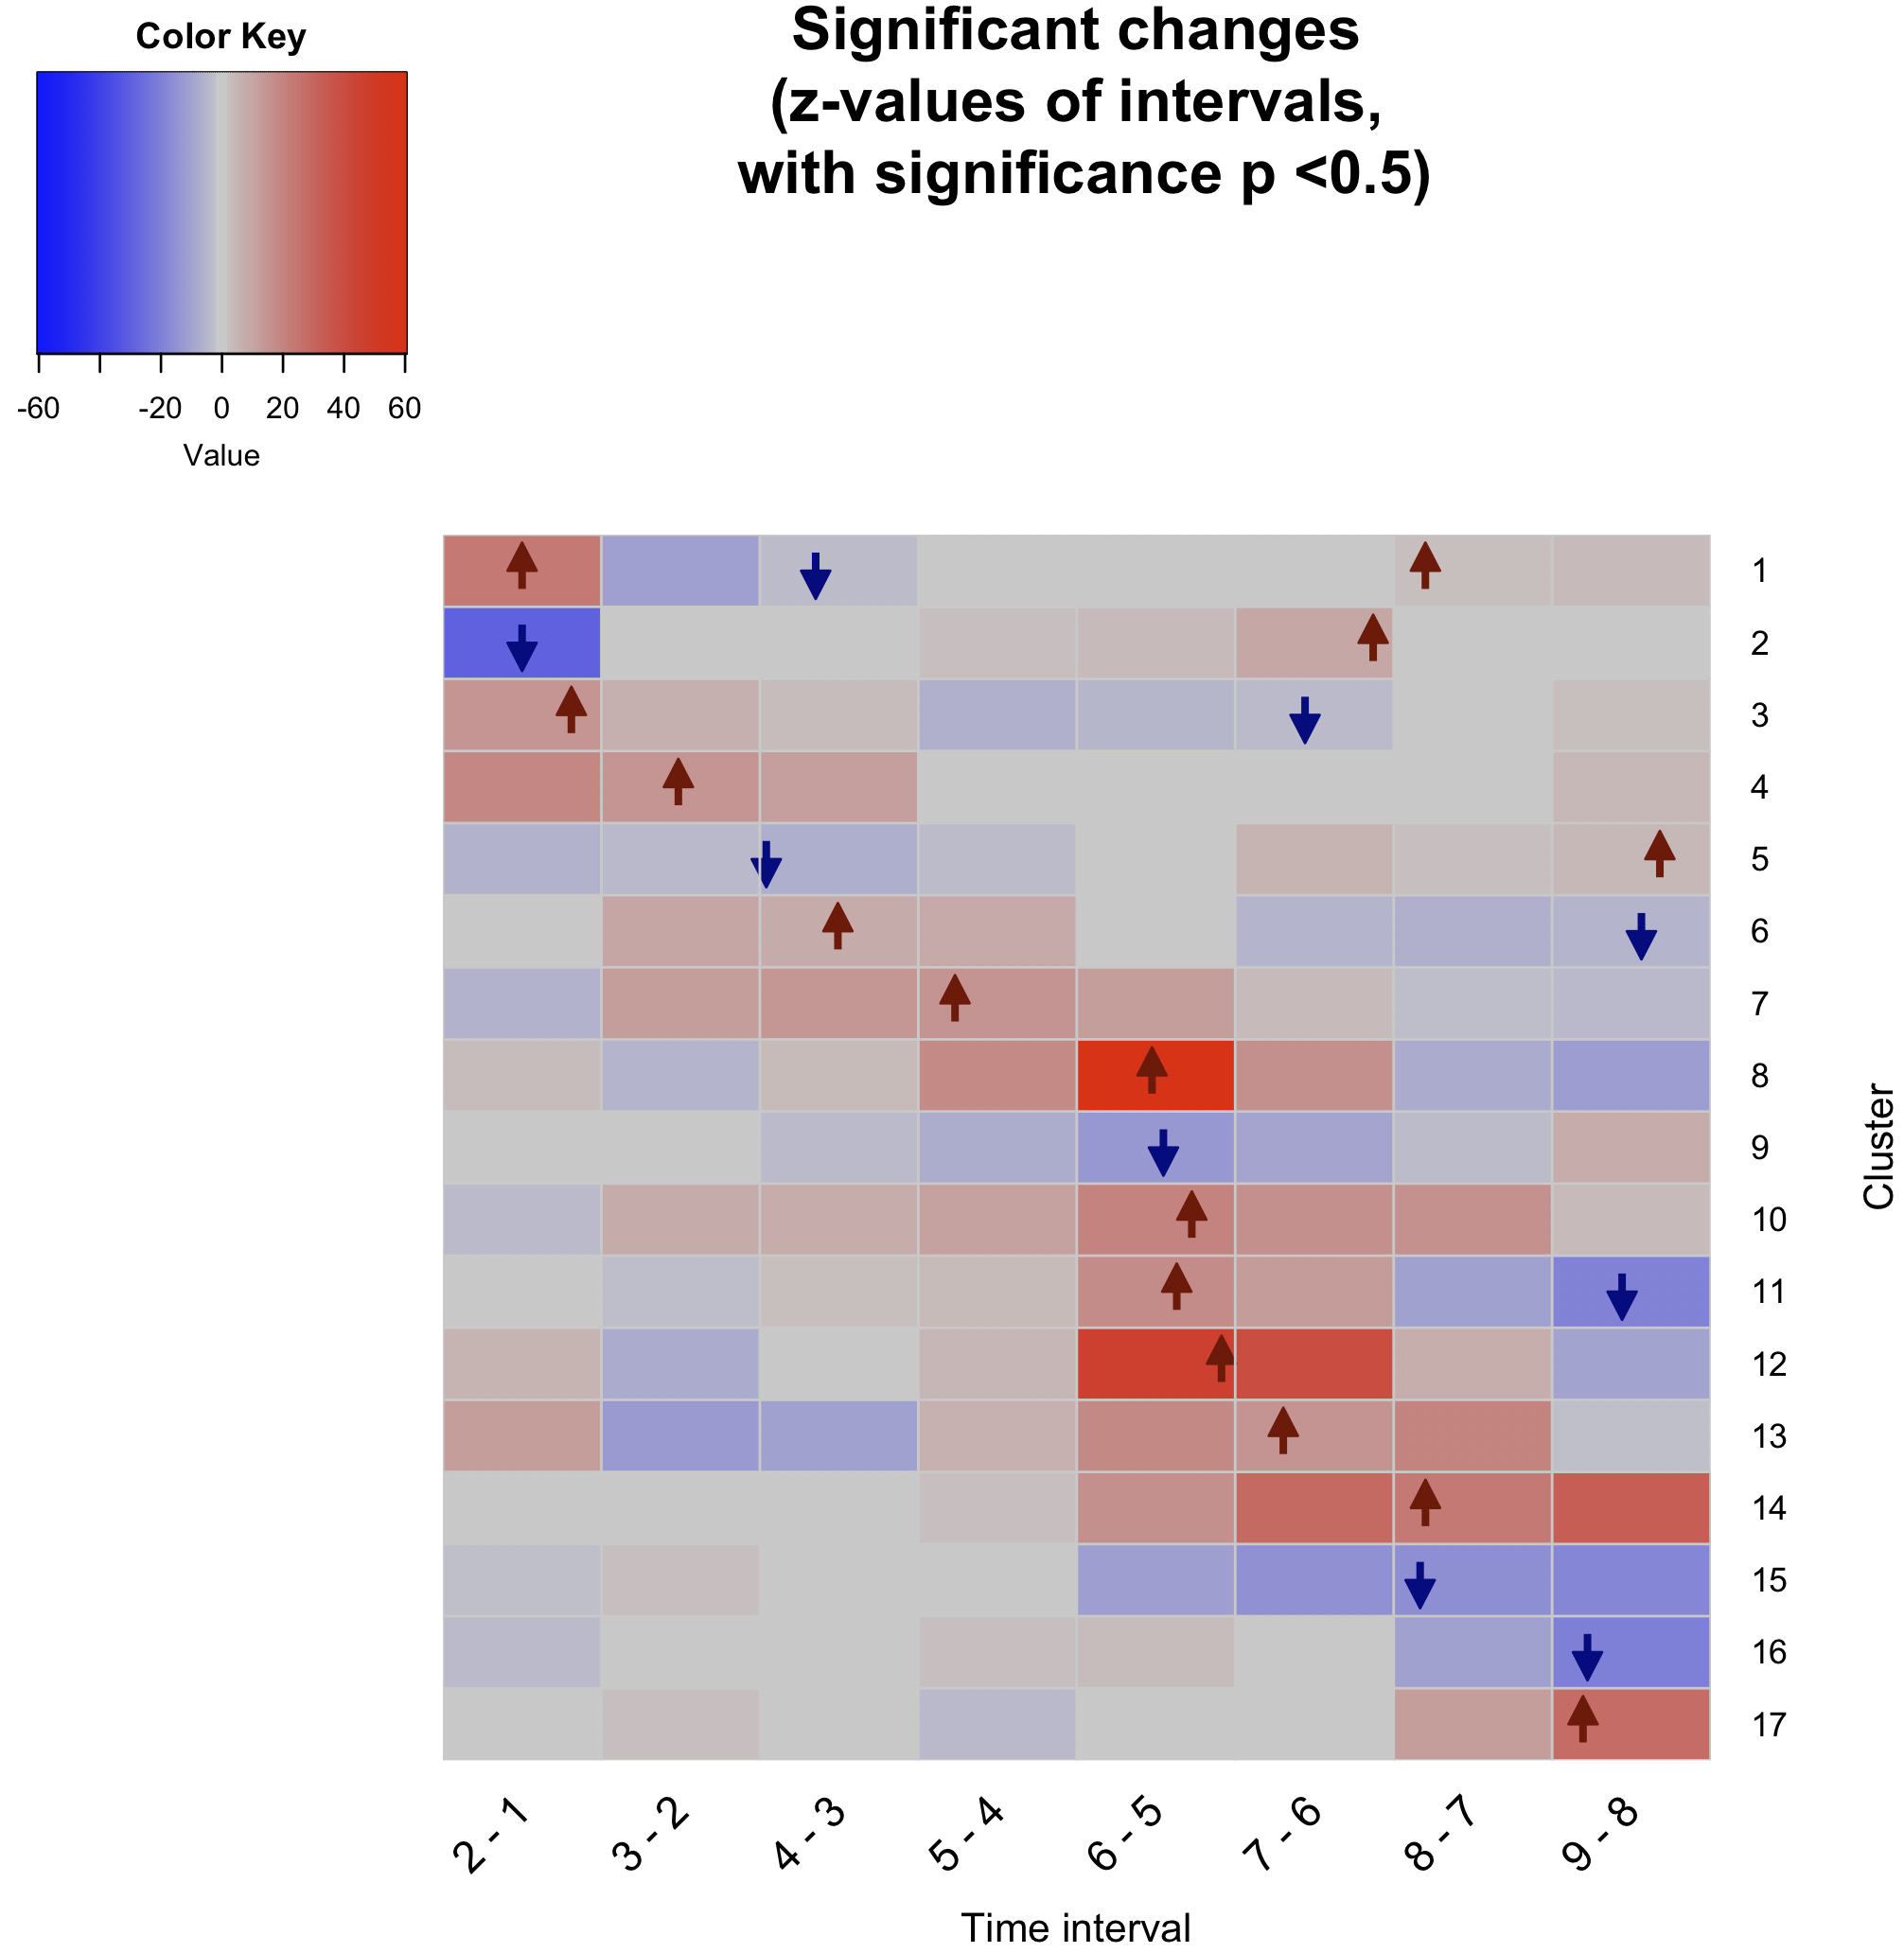 Color Key
-60 -20 0 20 40 60
Value
Significant changes
(z-values of intervals,
with significance p <0.5)
1
2
3
4
5
6
7
8
9
10
11
12
13
14
15
16
17
Cluster
2 - 1 3 - 2 4 - 3 5 - 4 6 - 5 7 - 6 8 - 7 9 - 8
Time interval